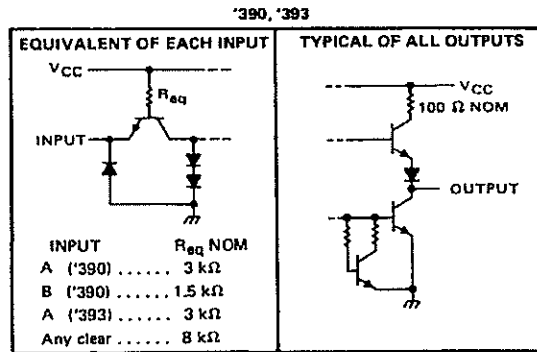 '390, '393
EQUIVALENT OF EACH INPUT
VCC
Req
INPUT
INPUT Req NOM
A ('390) ...... 3 kΩ
B ('390) ...... 1.5 kΩ
A ('393) ...... 3 kΩ
Any clear ...... 8 kΩ
TYPICAL OF ALL OUTPUTS
VCC
100 Ω NOM
OUTPUT